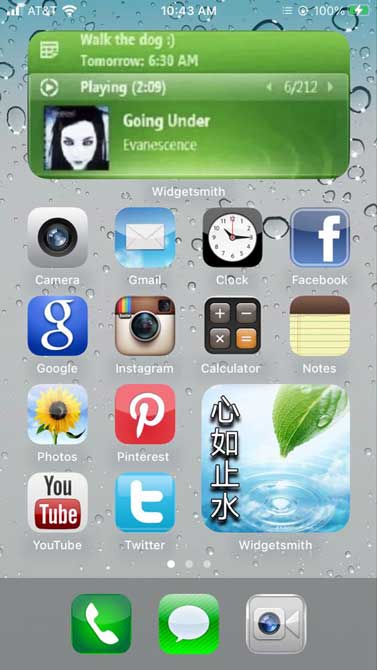 AT&T 10:43 AM 100%
Walk the dog :)
Tomorrow: 6:30 AM
Playing (2:09) 6/212
Going Under
Evanescence
Widgetsmith
Camera Gmail Clock Facebook
Google Instagram Calculator Notes
Photos Pinterest
心如止水
You
Tube
YouTube Twitter Widgetsmith